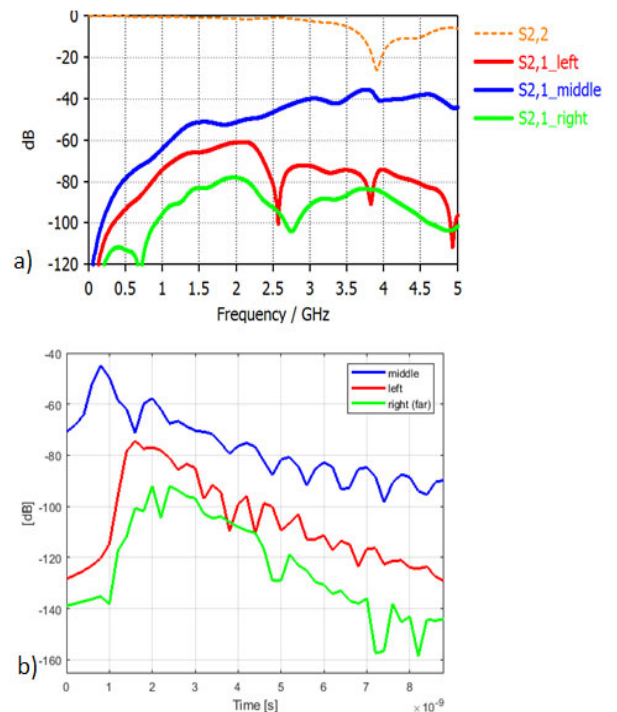 a)
0
-20
-40
-60
-80
-100
-120
dB
0 0.5 1 1.5 2 2.5 3 3.5 4 4.5 5
Frequency / GHz
S2,2
S2,1_left
S2,1_middle
S2,1_right
b)
-40
-60
-80
-100
-120
-140
-160
[dB]
0 1 2 3 4 5 6 7 8
Time [s]
× 10⁻⁹
middle
left
right (far)